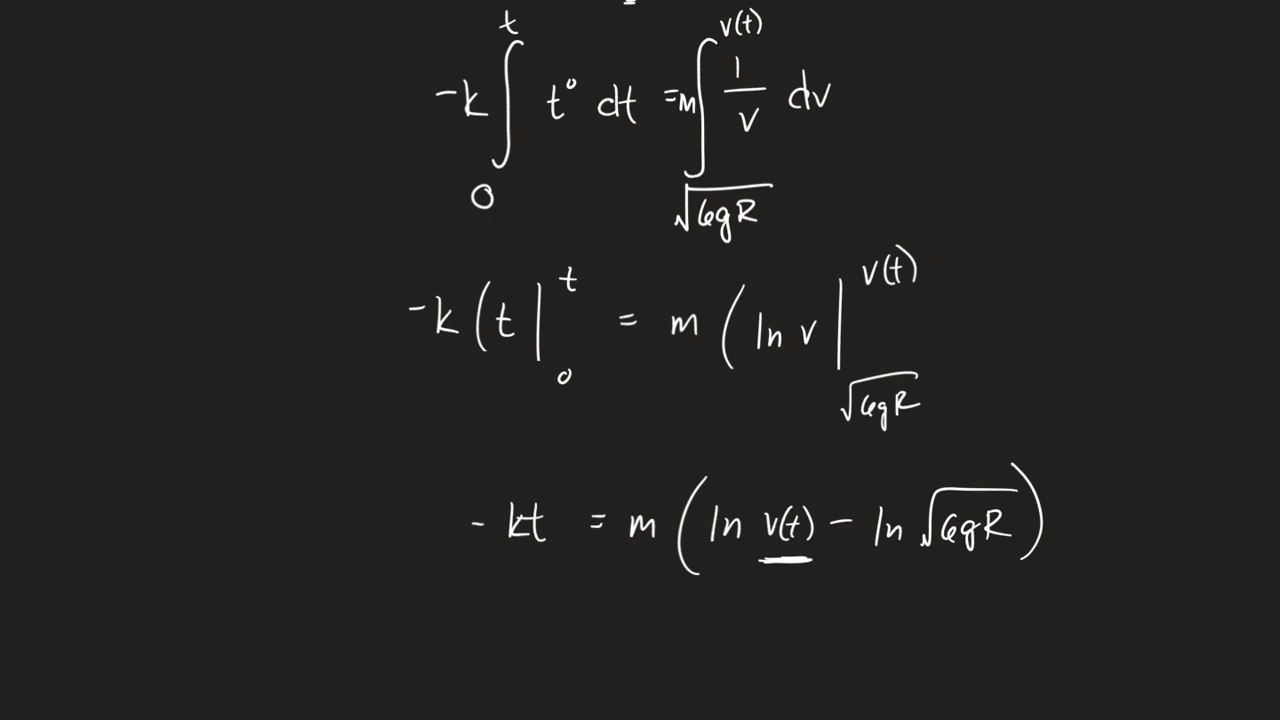 -k ∫₀ᵗ t⁰ dt = m ∫_{√(6gR)}^{v(t)} 1/v dv
-k (t |₀ᵗ = m (ln v |_{√(6gR)}^{v(t)}
- kt = m (ln v(t) - ln √(6gR))